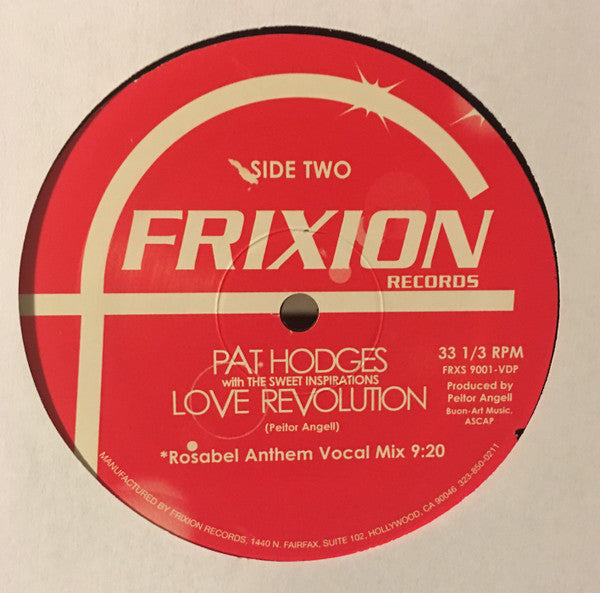 SIDE TWO
FRIXION
RECORDS
PAT HODGES
with THE SWEET INSPIRATIONS
LOVE REVOLUTION
(Peitor Angell)
*Rosabel Anthem Vocal Mix 9:20
33 1/3 RPM
FRXS 9001-VDP
Produced by
Peitor Angell
Buon-Art Music,
ASCAP
MANUFACTURED BY FRIXION RECORDS, 1440 N. FAIRFAX, SUITE 102, HOLLYWOOD, CA 90046 323-850-0211